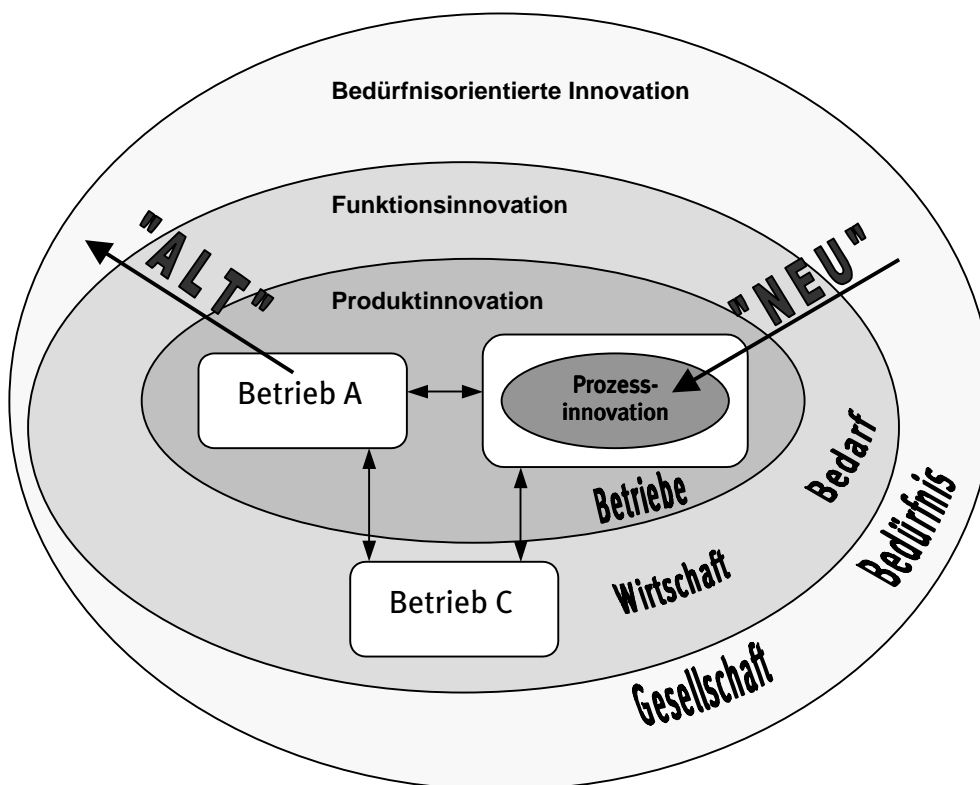 Bedürfnisorientierte Innovation
Funktionsinnovation
"ALT"
"NEU"
Produktinnovation
Betrieb A
Prozess-
innovation
Bedarf
Betriebe
Bedürfnis
Wirtschaft
Betrieb C
Gesellschaft